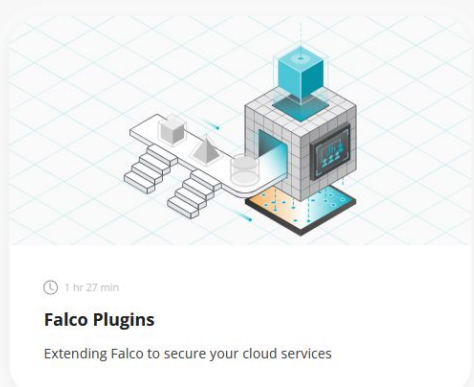 1 hr 27 min
Falco Plugins
Extending Falco to secure your cloud services